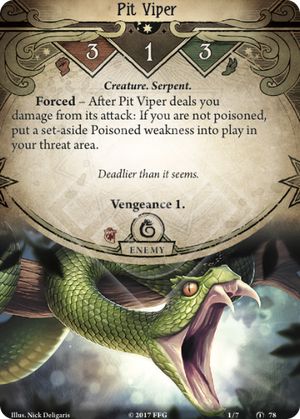 Pit Viper
3 1 3
Creature. Serpent.
Forced – After Pit Viper deals you
damage from its attack: If you are not poisoned,
put a set-aside Poisoned weakness into play in
your threat area.
Deadlier than it seems.
Vengeance 1.
ENEMY
Illus. Nick Deligaris © 2017 FFG 1/7 78